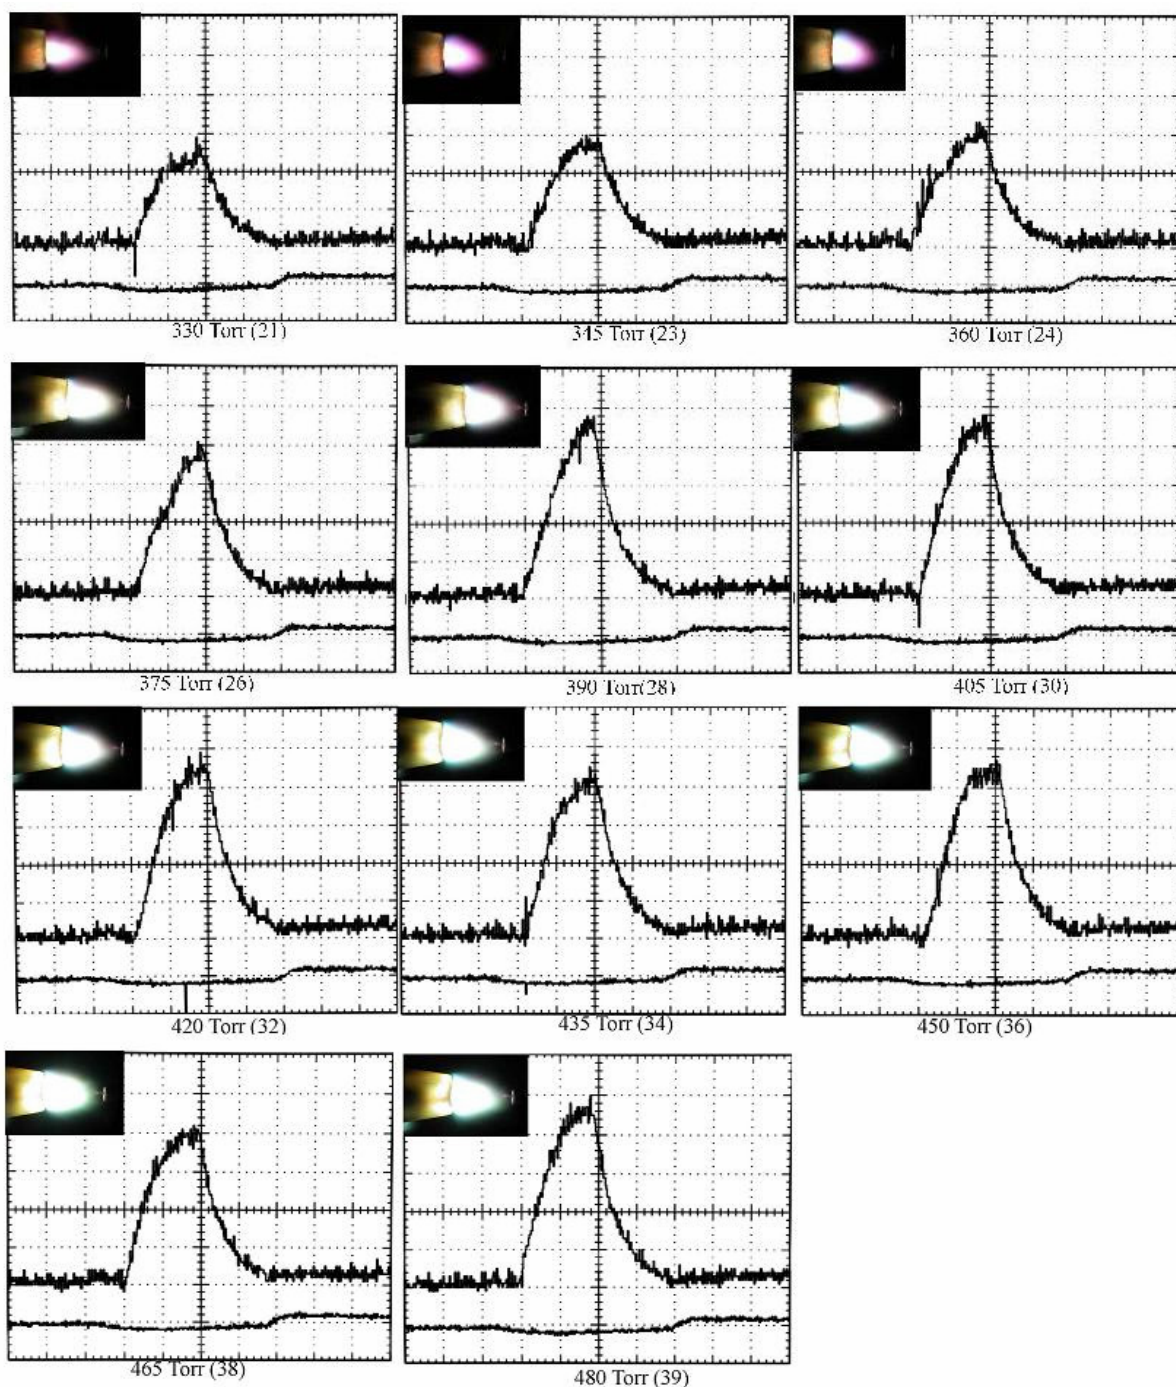 330 Torr (21)
345 Torr (23)
360 Torr (24)
375 Torr (26)
390 Torr(28)
405 Torr (30)
420 Torr (32)
435 Torr (34)
450 Torr (36)
465 Torr (38)
480 Torr (39)